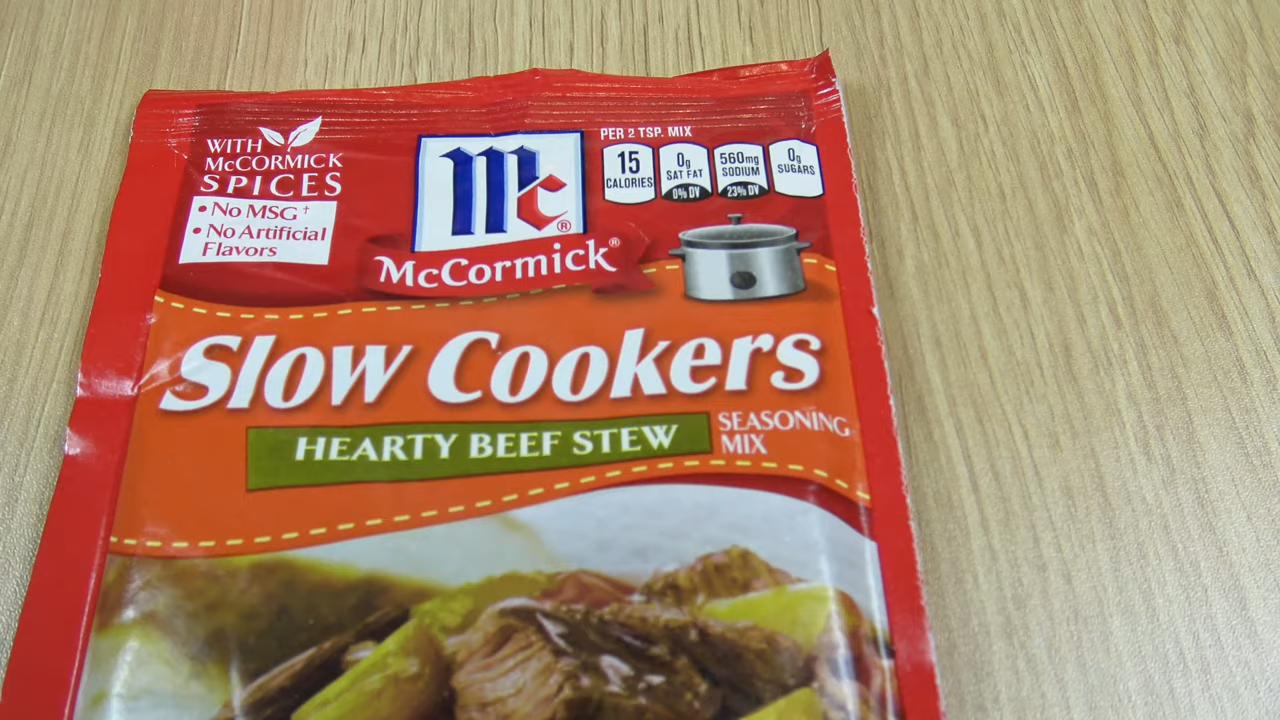 WITH
McCORMICK
SPICES
• No MSG†
• No Artificial
Flavors
Mc®
McCormick®
PER 2 TSP. MIX
15
CALORIES
0g
SAT FAT
0% DV
560mg
SODIUM
23% DV
0g
SUGARS
Slow Cookers
HEARTY BEEF STEW
SEASONING
MIX